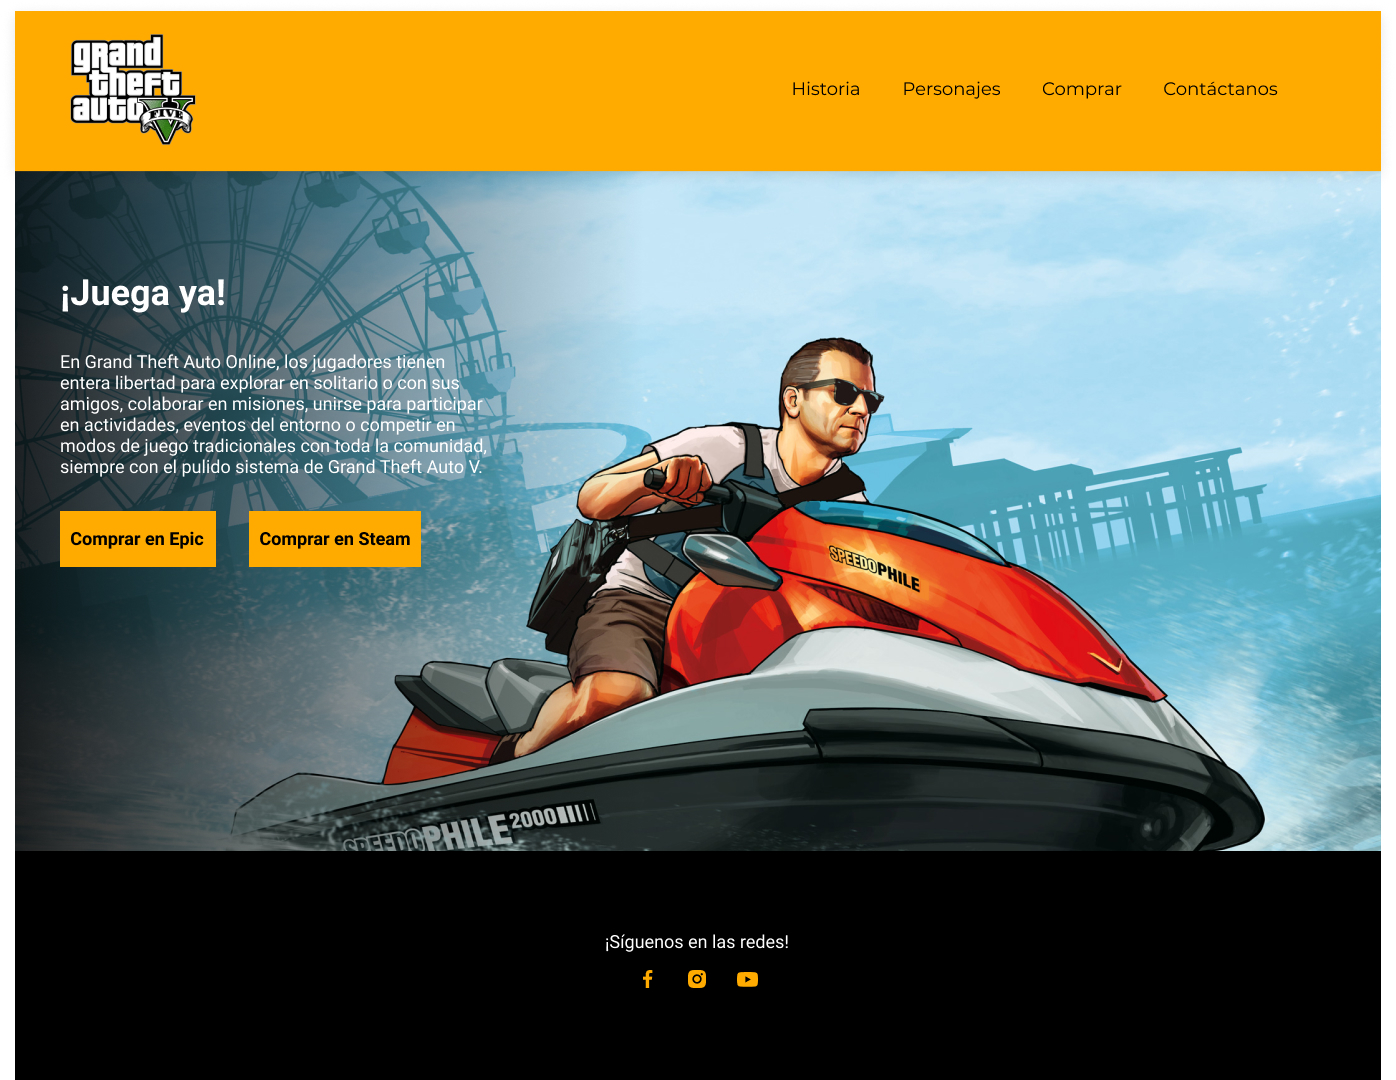 grand
theft
auto
FIVE
Historia Personajes Comprar Contáctanos
¡Juega ya!
En Grand Theft Auto Online, los jugadores tienen
entera libertad para explorar en solitario o con sus
amigos, colaborar en misiones, unirse para participar
en actividades, eventos del entorno o competir en
modos de juego tradicionales con toda la comunidad,
siempre con el pulido sistema de Grand Theft Auto V.
Comprar en Epic Comprar en Steam
SPEEDOPHILE
SPEEDOPHILE 2000
¡Síguenos en las redes!